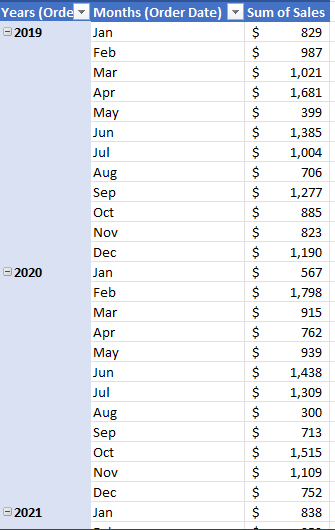 Years (Orde Months (Order Date) Sum of Sales
2019 Jan $ 829
Feb $ 987
Mar $ 1,021
Apr $ 1,681
May $ 399
Jun $ 1,385
Jul $ 1,004
Aug $ 706
Sep $ 1,277
Oct $ 885
Nov $ 823
Dec $ 1,190
2020 Jan $ 567
Feb $ 1,798
Mar $ 915
Apr $ 762
May $ 939
Jun $ 1,438
Jul $ 1,309
Aug $ 300
Sep $ 713
Oct $ 1,515
Nov $ 1,109
Dec $ 752
2021 Jan $ 838